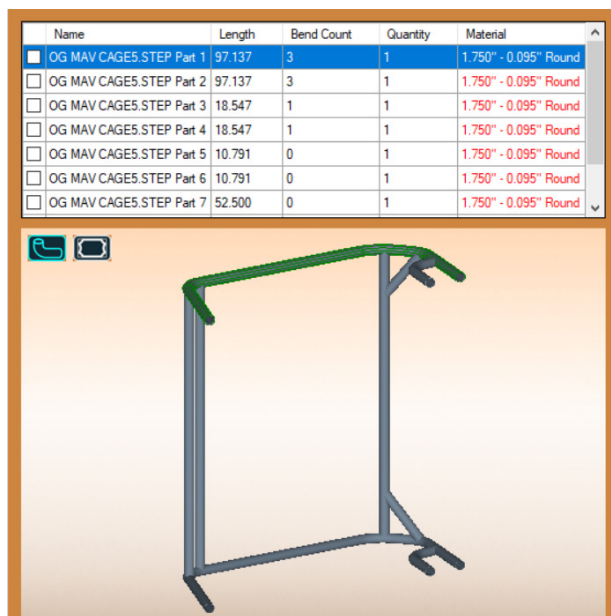 Name Length Bend Count Quantity Material
OG MAV CAGE5.STEP Part 1 97.137 3 1 1.750" - 0.095" Round
OG MAV CAGE5.STEP Part 2 97.137 3 1 1.750" - 0.095" Round
OG MAV CAGE5.STEP Part 3 18.547 1 1 1.750" - 0.095" Round
OG MAV CAGE5.STEP Part 4 18.547 1 1 1.750" - 0.095" Round
OG MAV CAGE5.STEP Part 5 10.791 0 1 1.750" - 0.095" Round
OG MAV CAGE5.STEP Part 6 10.791 0 1 1.750" - 0.095" Round
OG MAV CAGE5.STEP Part 7 52.500 0 1 1.750" - 0.095" Round